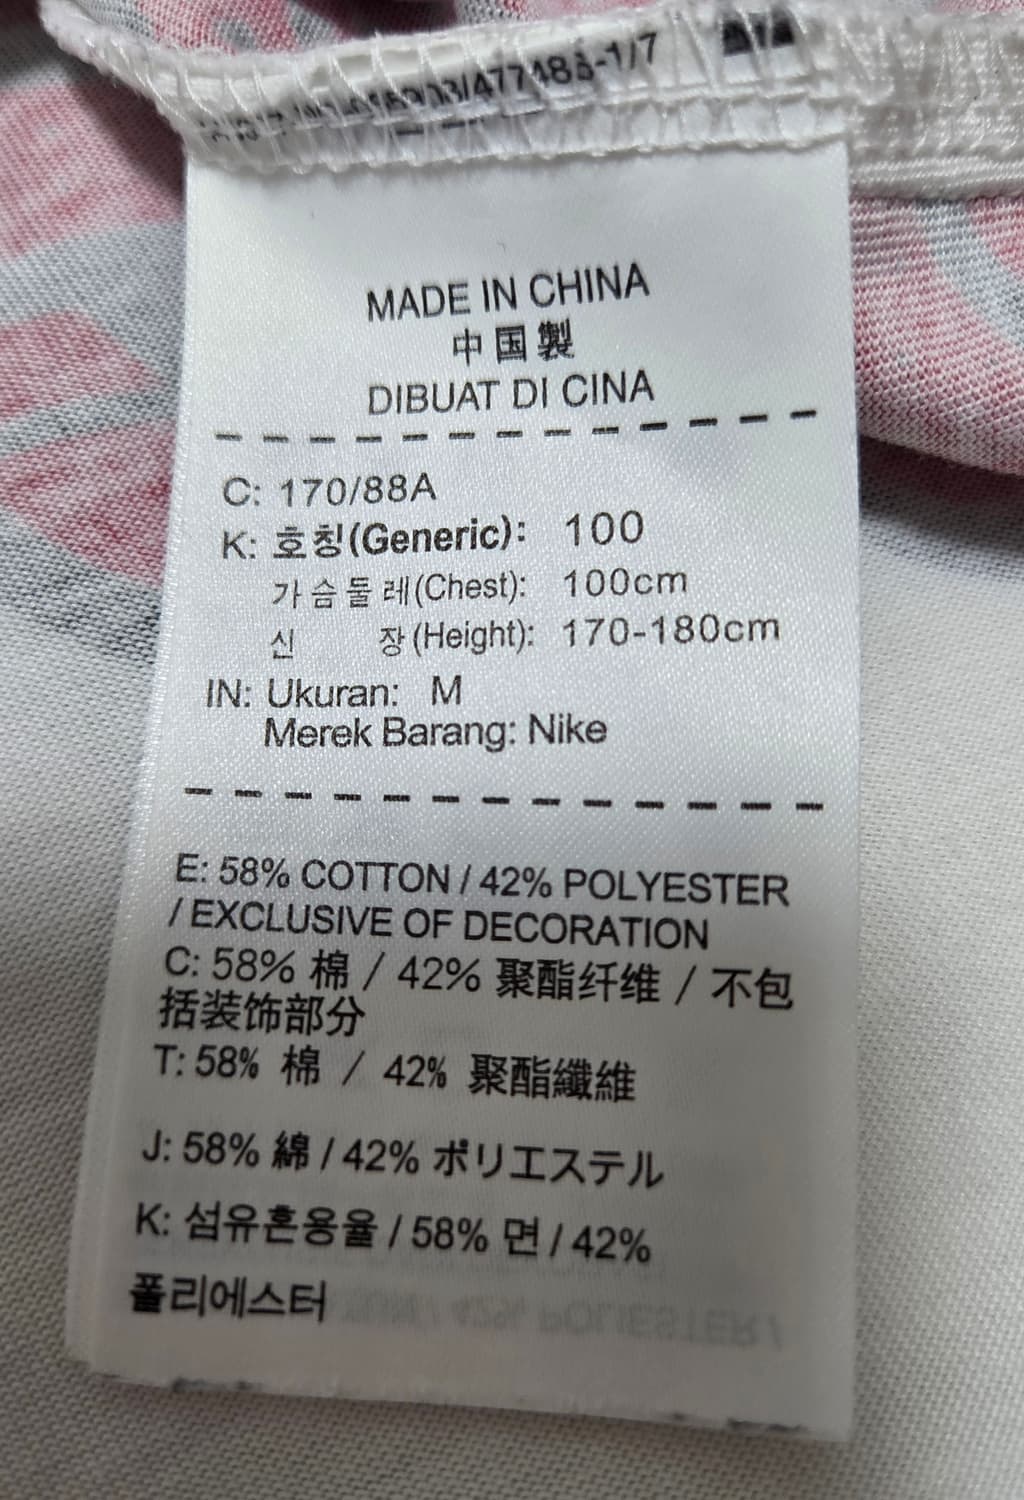 MADE IN CHINA
中国製
DIBUAT DI CINA
C: 170/88A
K: 호칭(Generic): 100
가슴둘레(Chest): 100cm
신 장(Height): 170-180cm
IN: Ukuran: M
Merek Barang: Nike
E: 58% COTTON / 42% POLYESTER
/ EXCLUSIVE OF DECORATION
C: 58% 棉 / 42% 聚酯纤维 / 不包
括装饰部分
T: 58% 棉 / 42% 聚酯纖維
J: 58% 綿 / 42% ポリエステル
K: 섬유혼용율 / 58% 면 / 42%
폴리에스터